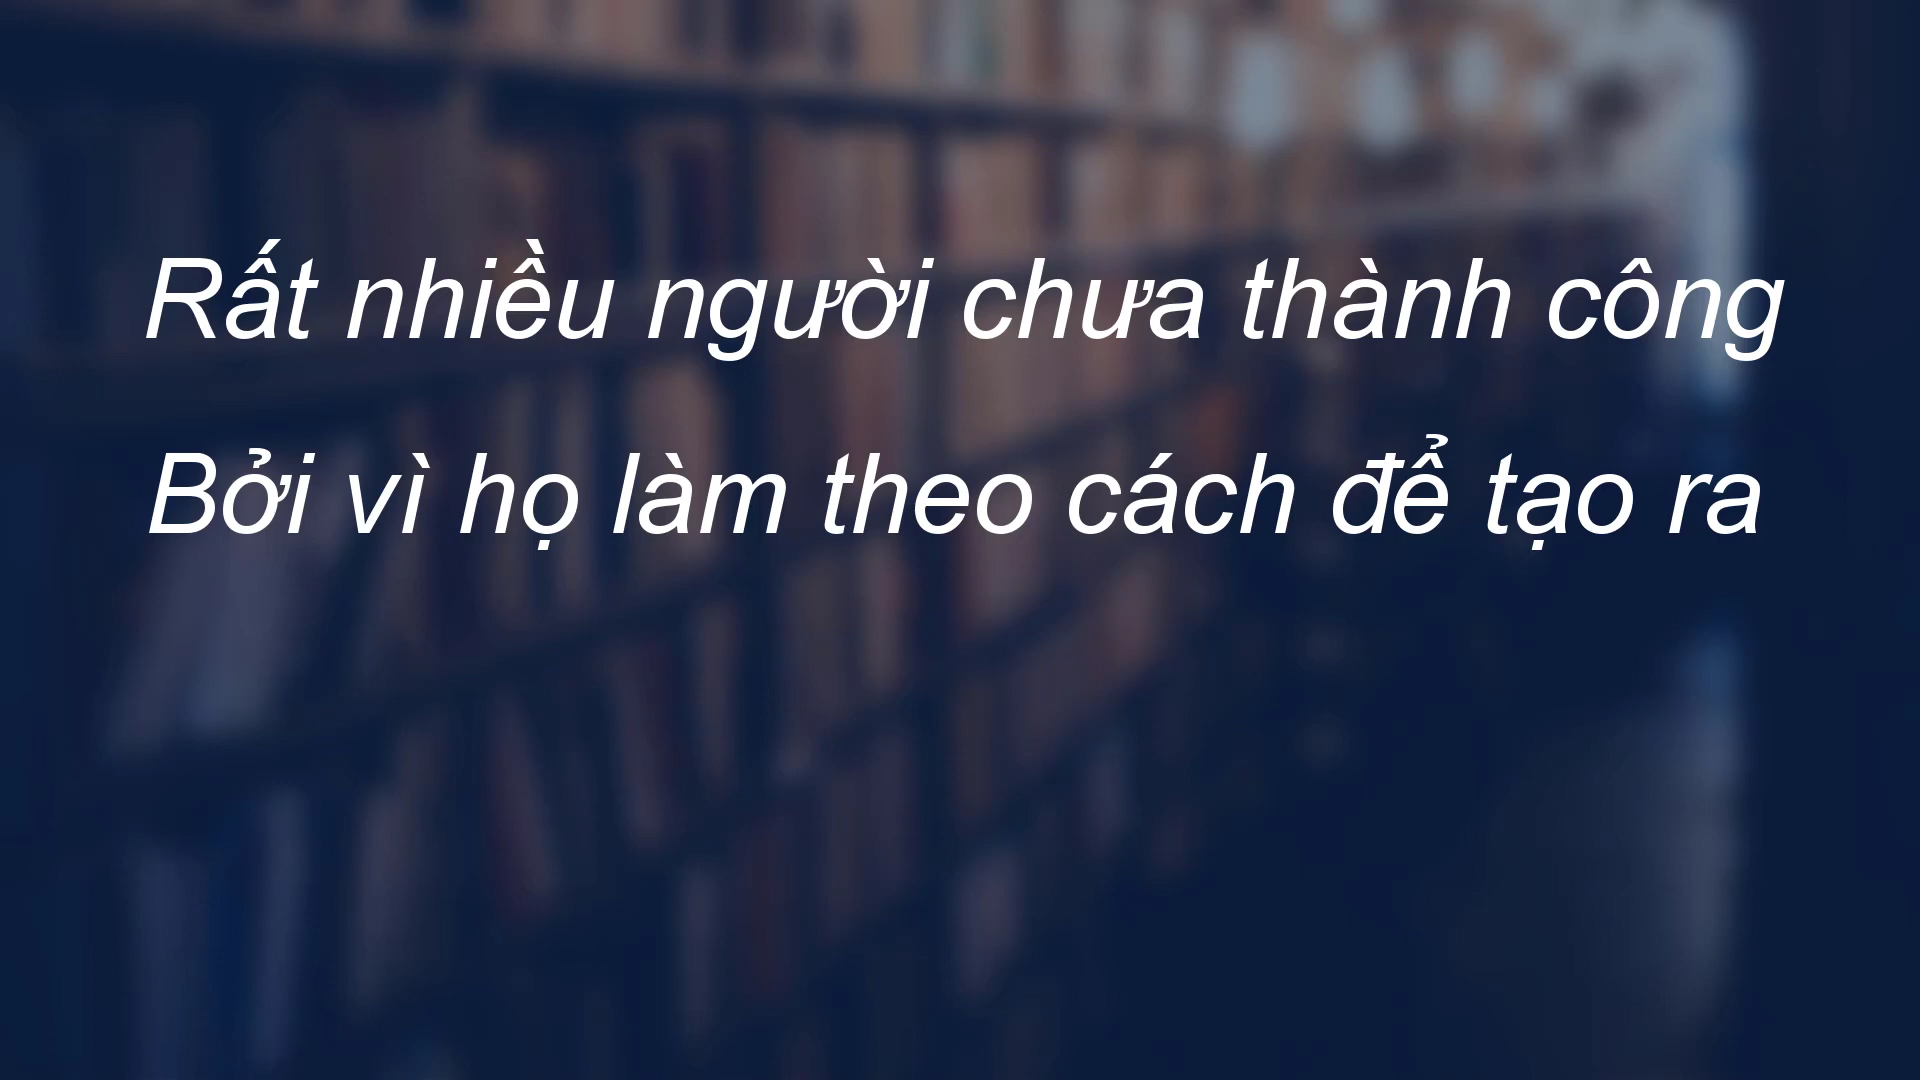 Rất nhiều người chưa thành công
Bởi vì họ làm theo cách để tạo ra